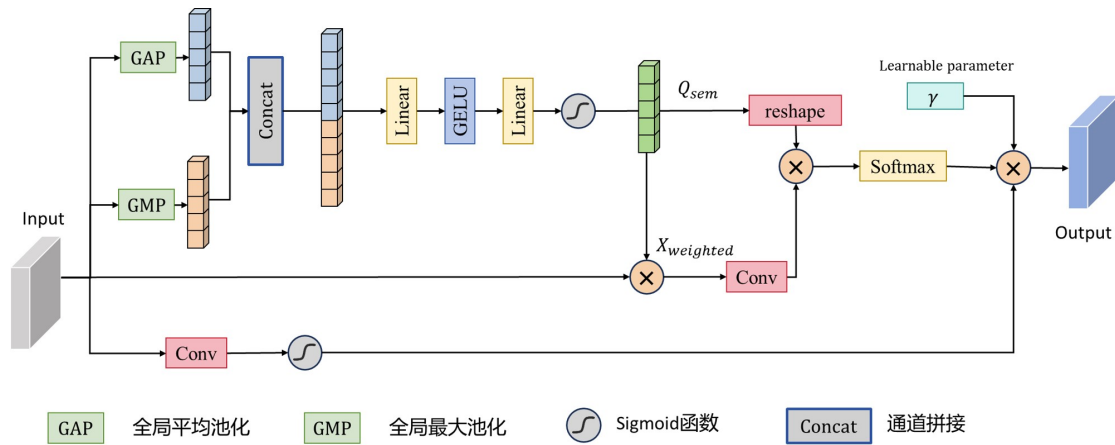 GAP
Concat
GMP
Linear
GELU
Linear
Q_sem
reshape
Learnable parameter
γ
Softmax
Input
Output
X_weighted
Conv
Conv
GAP 全局平均池化 GMP 全局最大池化 Sigmoid函数 Concat 通道拼接